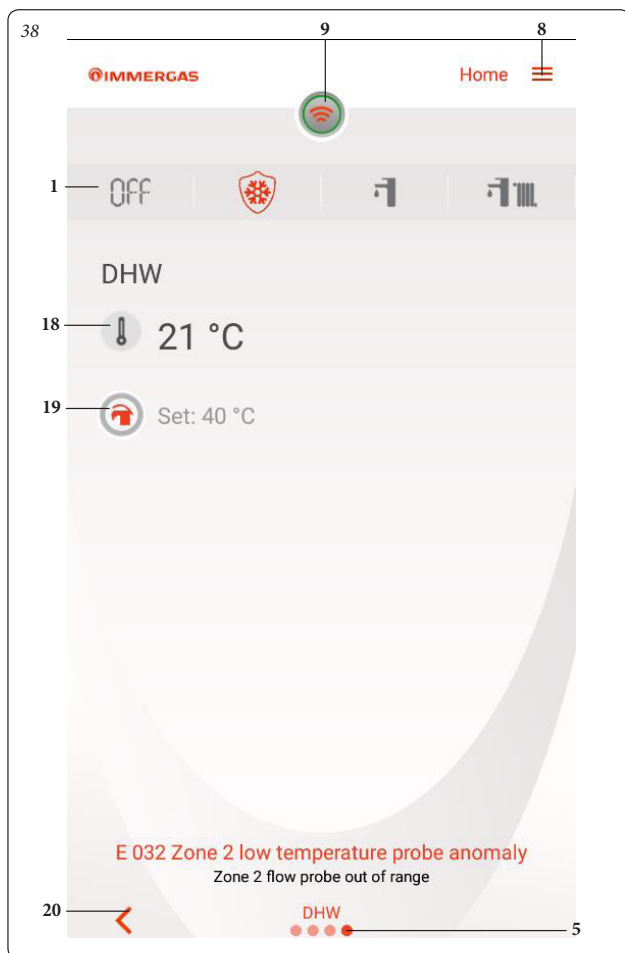 38
9
8
IMMERGAS
Home
1
OFF
DHW
18
21 °C
19
Set: 40 °C
E 032 Zone 2 low temperature probe anomaly
Zone 2 flow probe out of range
20
DHW
5